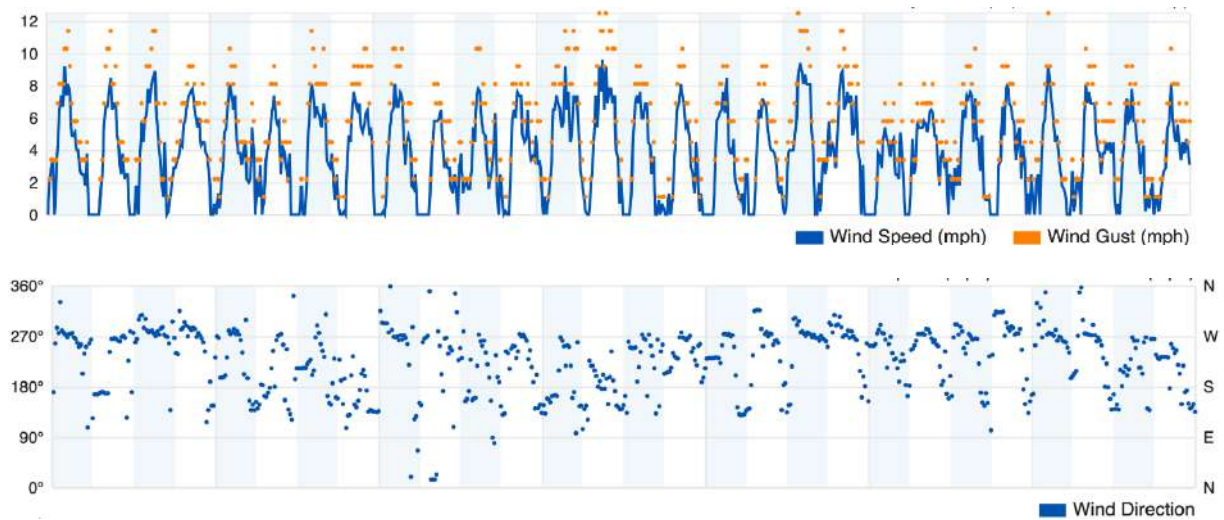 12
10
8
6
4
2
0
Wind Speed (mph) Wind Gust (mph)
360° N
270° W
180° S
90° E
0° N
Wind Direction